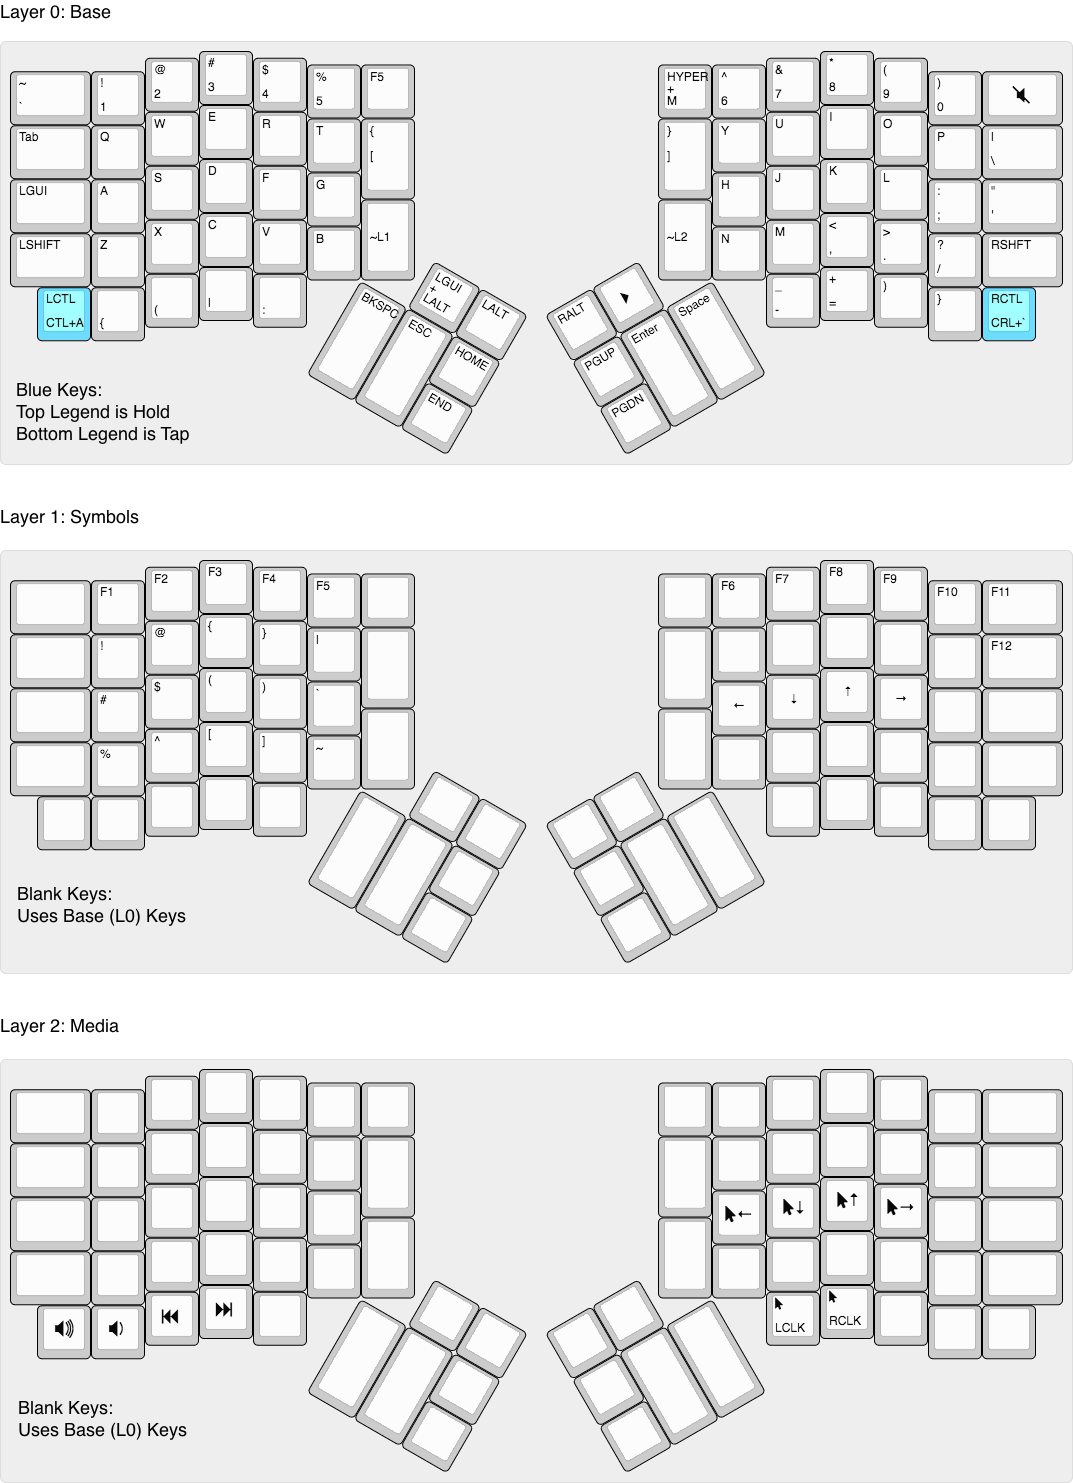 Layer 0: Base
~ ! @ # $ % F5
` 1 2 3 4 5
HYPER ^ & * ( )
+
M 6 7 8 9 0
Tab Q W E R T {
[
} Y U I O P |
] \
LGUI A S D F G
H J K L : "
; '
LSHIFT Z X C V B ~L1
~L2 N M < > ? RSHFT
, . /
LCTL
CTL+A { ( | :
_ + ) } RCTL
- = CRL+`
BKSPC ESC LGUI
+
LALT
LALT
HOME
END
RALT
PGUP Enter Space
PGDN
Blue Keys:
Top Legend is Hold
Bottom Legend is Tap
Layer 1: Symbols
F1 F2 F3 F4 F5
F6 F7 F8 F9 F10 F11
! @ { } |
F12
# $ ( ) `
← ↓ ↑ →
% ^ [ ] ~
Blank Keys:
Uses Base (L0) Keys
Layer 2: Media
← ↓ ↑ →
LCLK RCLK
Blank Keys:
Uses Base (L0) Keys